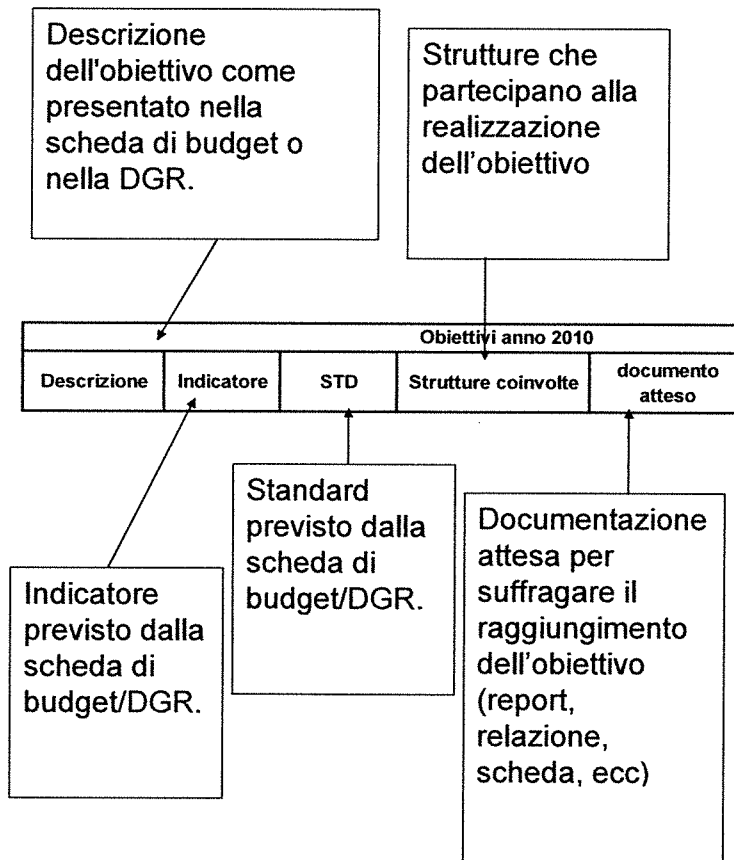 Descrizione
dell'obiettivo come
presentato nella
scheda di budget o
nella DGR.
Strutture che
partecipano alla
realizzazione
dell'obiettivo
Obiettivi anno 2010
Descrizione
Indicatore
STD
Strutture coinvolte
documento
atteso
Indicatore
previsto dalla
scheda di
budget/DGR.
Standard
previsto dalla
scheda di
budget/DGR.
Documentazione
attesa per
suffragare il
raggiungimento
dell'obiettivo
(report,
relazione,
scheda, ecc)